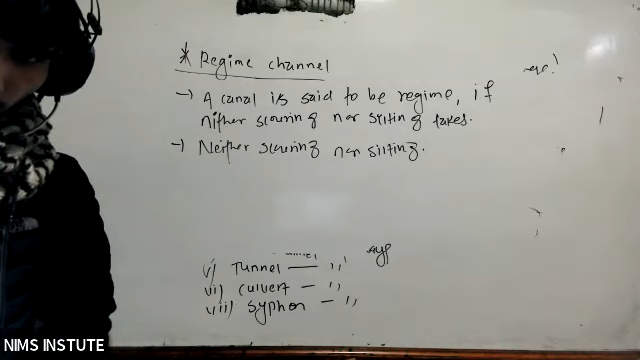 * Regime channel
→ A canal is said to be regime, if
neither scouring nor silting takes.
→ Neither scouring nor silting.
v) Tunnel — ,,
vi) culvert — ,,
vii) Syphon — ,,
NIMS INSTUTE